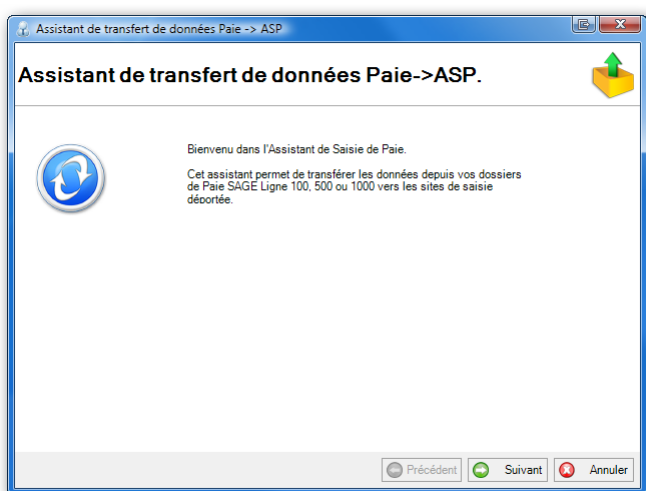 Assistant de transfert de données Paie -> ASP
Assistant de transfert de données Paie->ASP.
Bienvenu dans l'Assistant de Saisie de Paie.
Cet assistant permet de transférer les données depuis vos dossiers
de Paie SAGE Ligne 100, 500 ou 1000 vers les sites de saisie
déportée.
Précédent Suivant Annuler